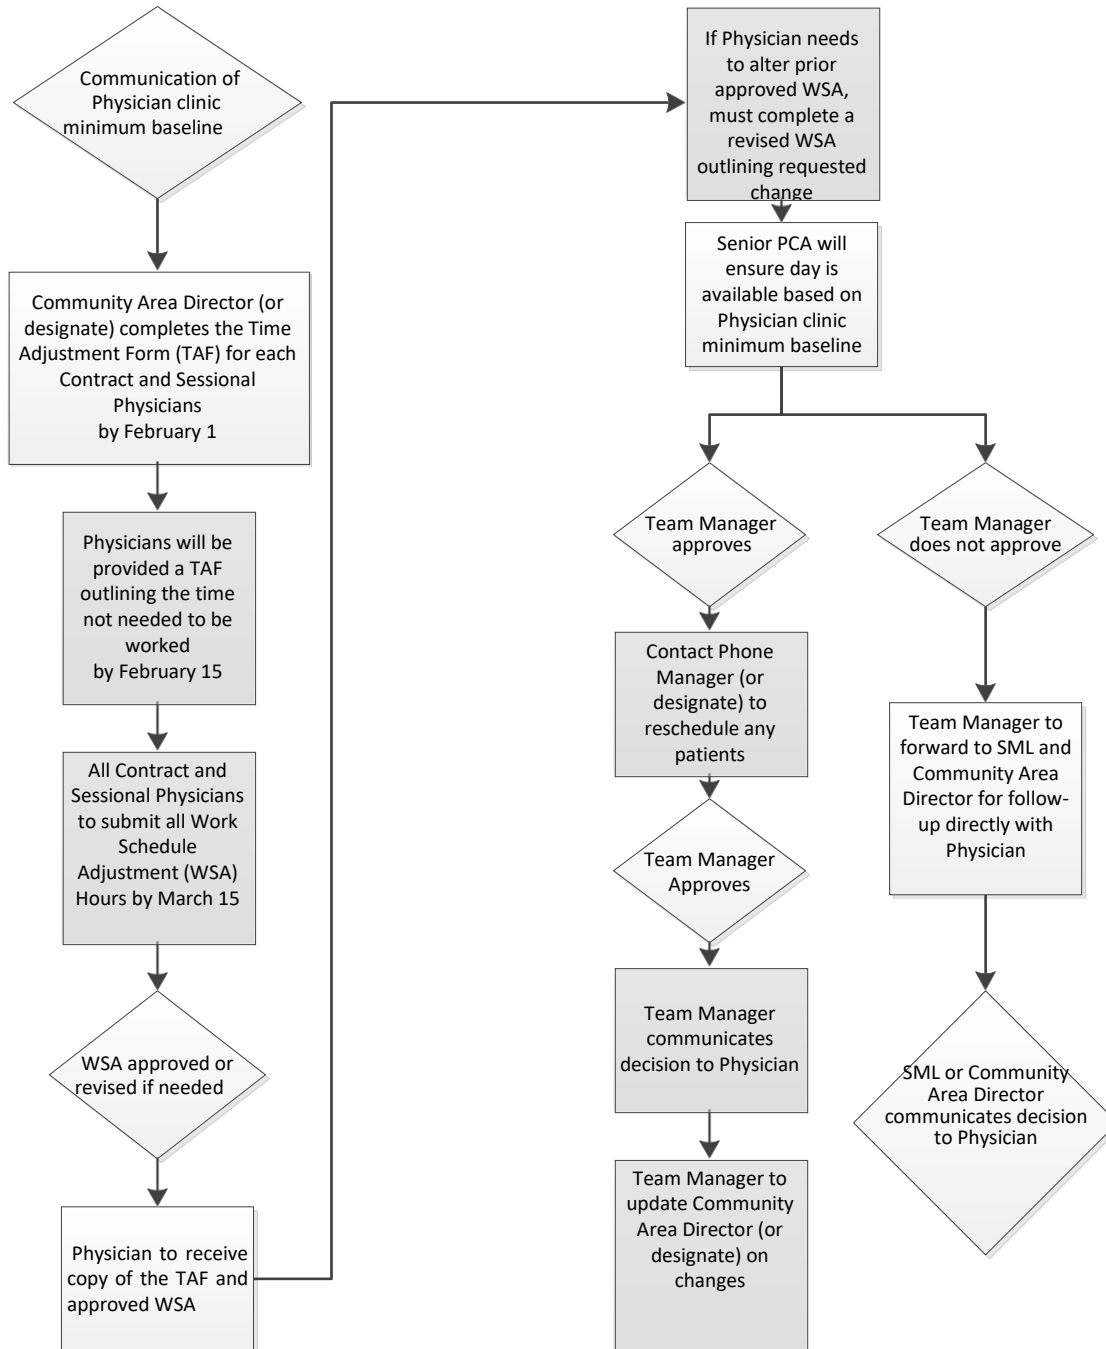 Communication of
Physician clinic
minimum baseline
Community Area Director (or
designate) completes the Time
Adjustment Form (TAF) for each
Contract and Sessional
Physicians
by February 1
Physicians will be
provided a TAF
outlining the time
not needed to be
worked
by February 15
All Contract and
Sessional Physicians
to submit all Work
Schedule
Adjustment (WSA)
Hours by March 15
WSA approved or
revised if needed
Physician to receive
copy of the TAF and
approved WSA
If Physician needs
to alter prior
approved WSA,
must complete a
revised WSA
outlining requested
change
Senior PCA will
ensure day is
available based on
Physician clinic
minimum baseline
Team Manager
approves
Contact Phone
Manager (or
designate) to
reschedule any
patients
Team Manager
Approves
Team Manager
communicates
decision to Physician
Team Manager to
update Community
Area Director (or
designate) on
changes
Team Manager
does not approve
Team Manager to
forward to SML and
Community Area
Director for follow-
up directly with
Physician
SML or Community
Area Director
communicates decision
to Physician